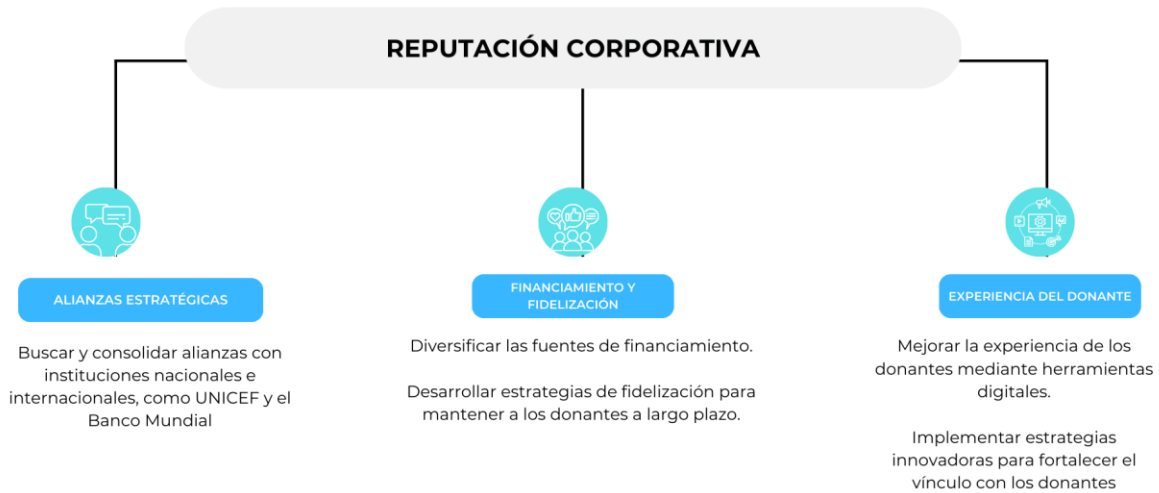 REPUTACIÓN CORPORATIVA
ALIANZAS ESTRATÉGICAS
Buscar y consolidar alianzas con
instituciones nacionales e
internacionales, como UNICEF y el
Banco Mundial
FINANCIAMIENTO Y
FIDELIZACIÓN
Diversificar las fuentes de financiamiento.
Desarrollar estrategias de fidelización para
mantener a los donantes a largo plazo.
EXPERIENCIA DEL DONANTE
Mejorar la experiencia de los
donantes mediante herramientas
digitales.
Implementar estrategias
innovadoras para fortalecer el
vínculo con los donantes